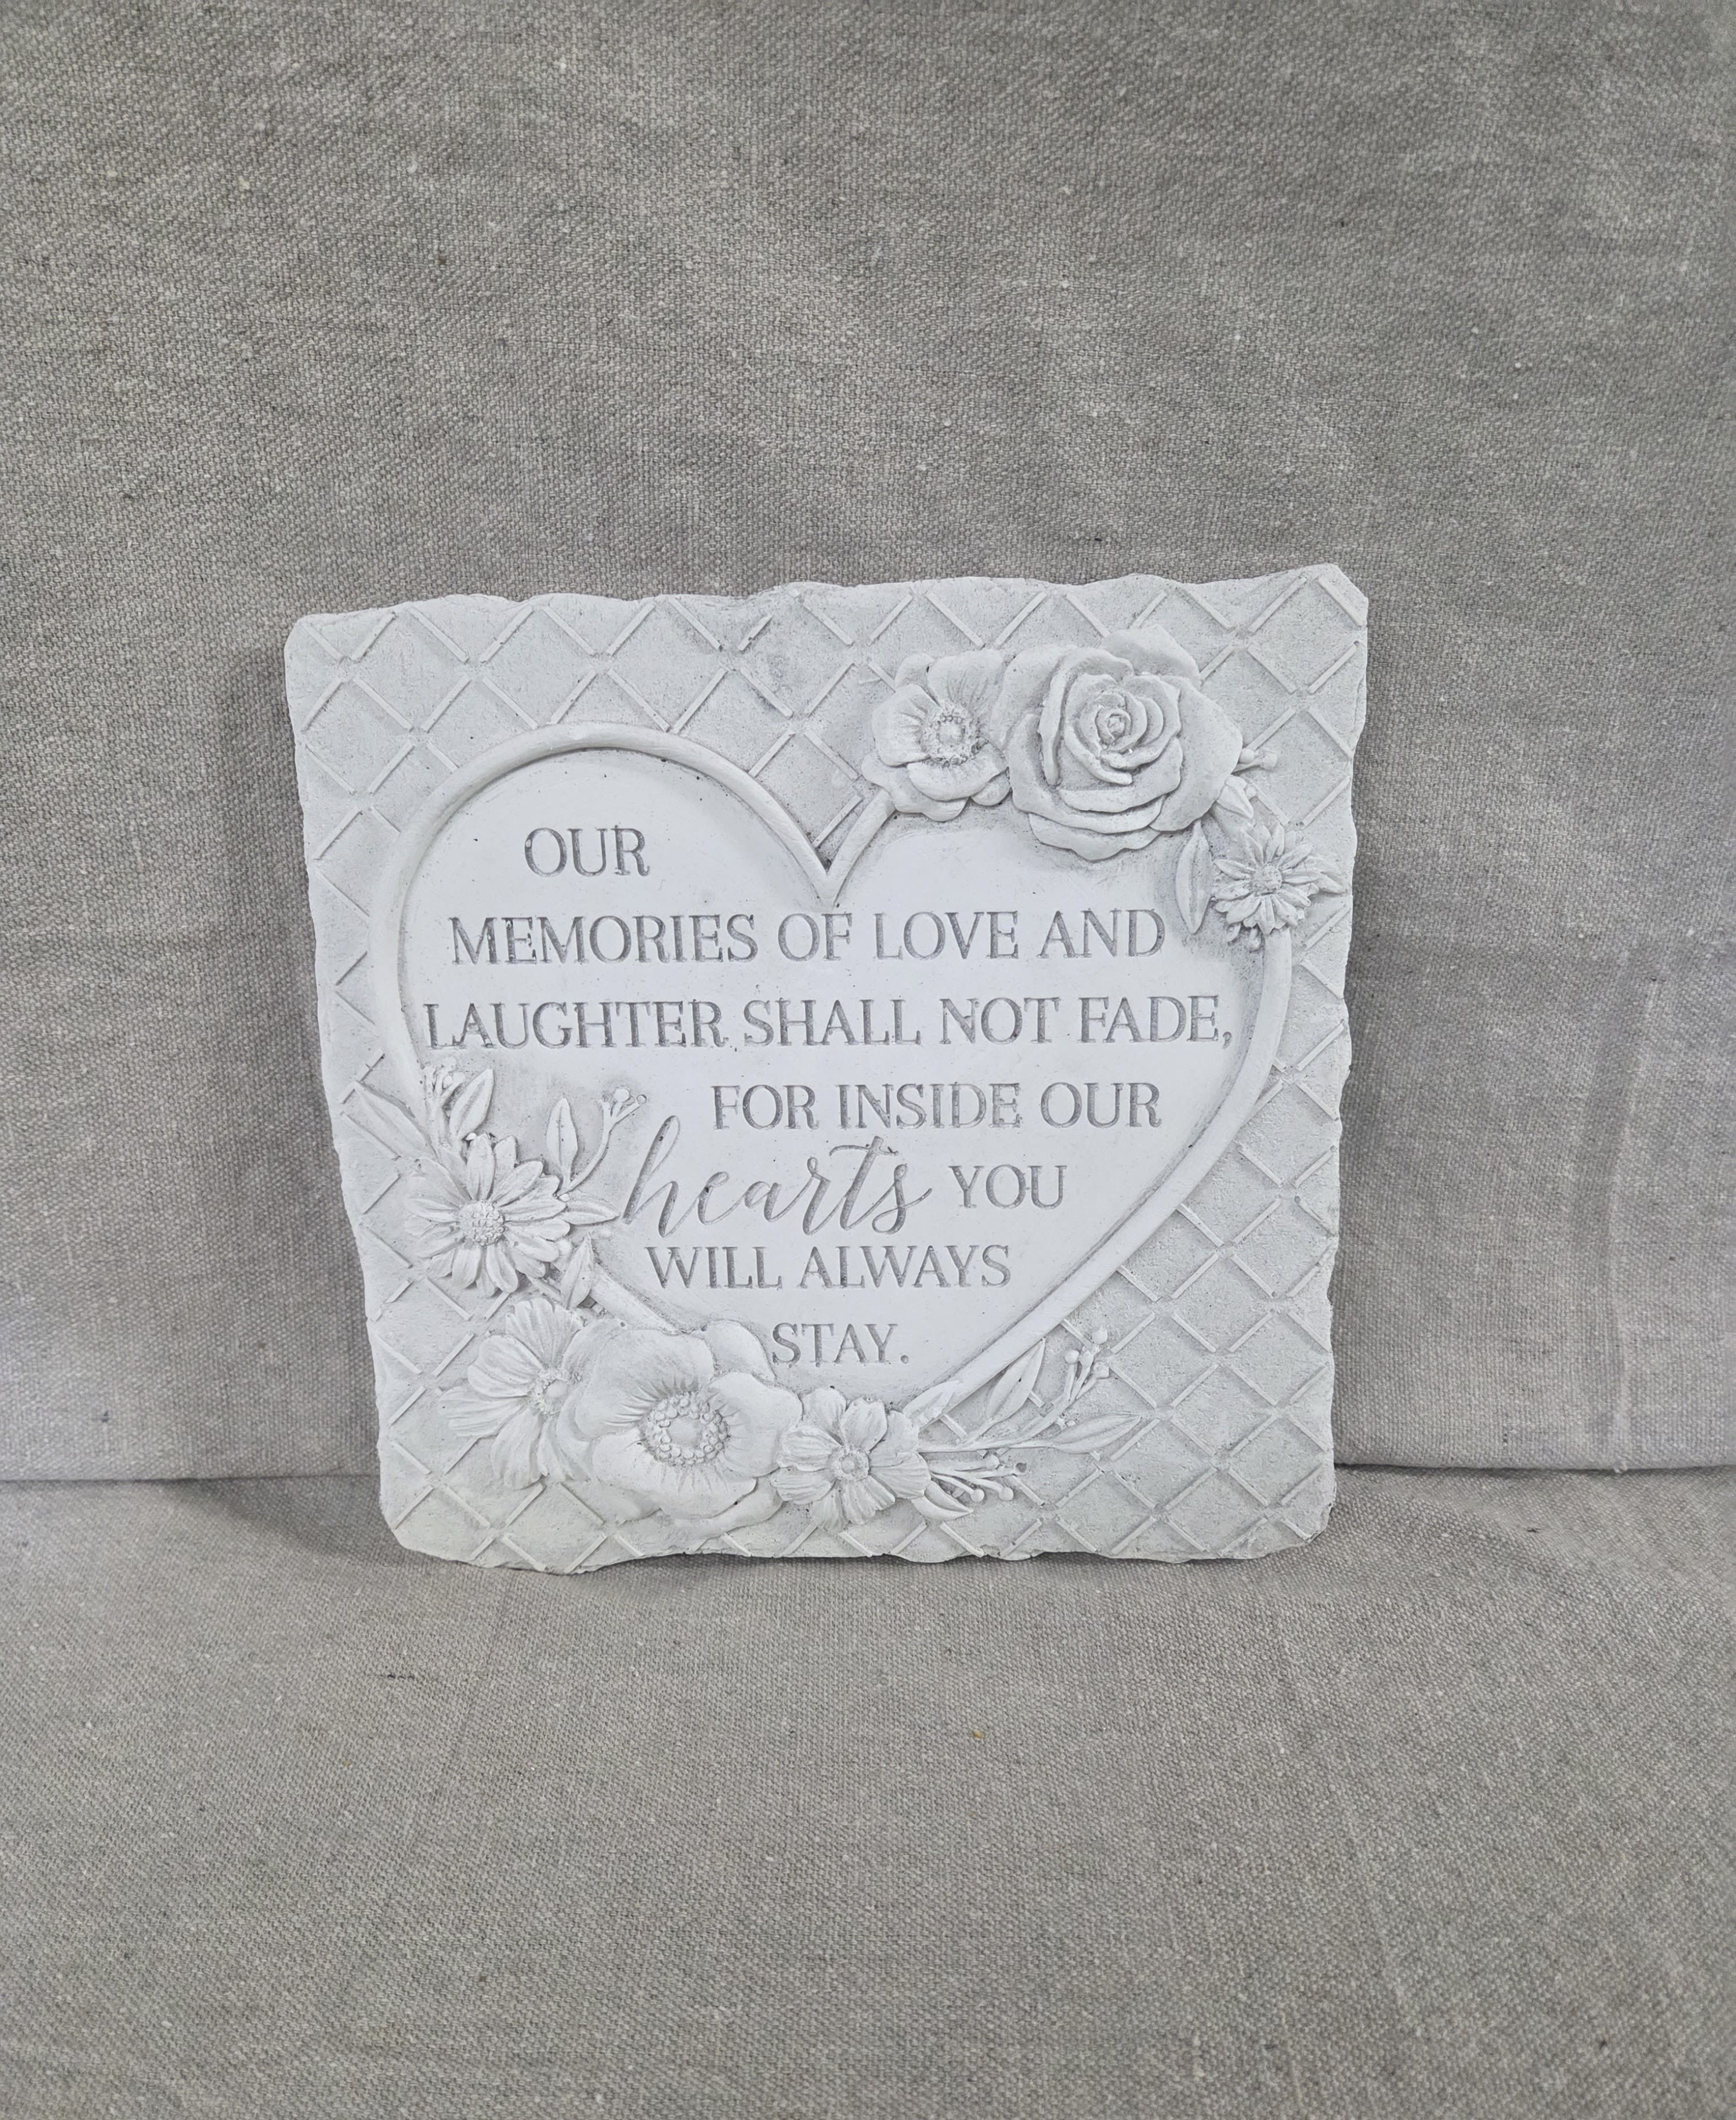 OUR
MEMORIES OF LOVE AND
LAUGHTER SHALL NOT FADE,
FOR INSIDE OUR
hearts YOU
WILL ALWAYS
STAY.